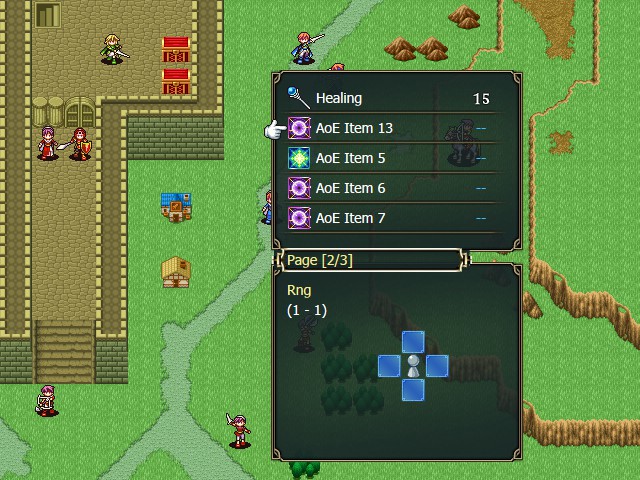 Healing 15
AoE Item 13 --
AoE Item 5 --
AoE Item 6 --
AoE Item 7 --
Page [2/3]
Rng
(1 - 1)